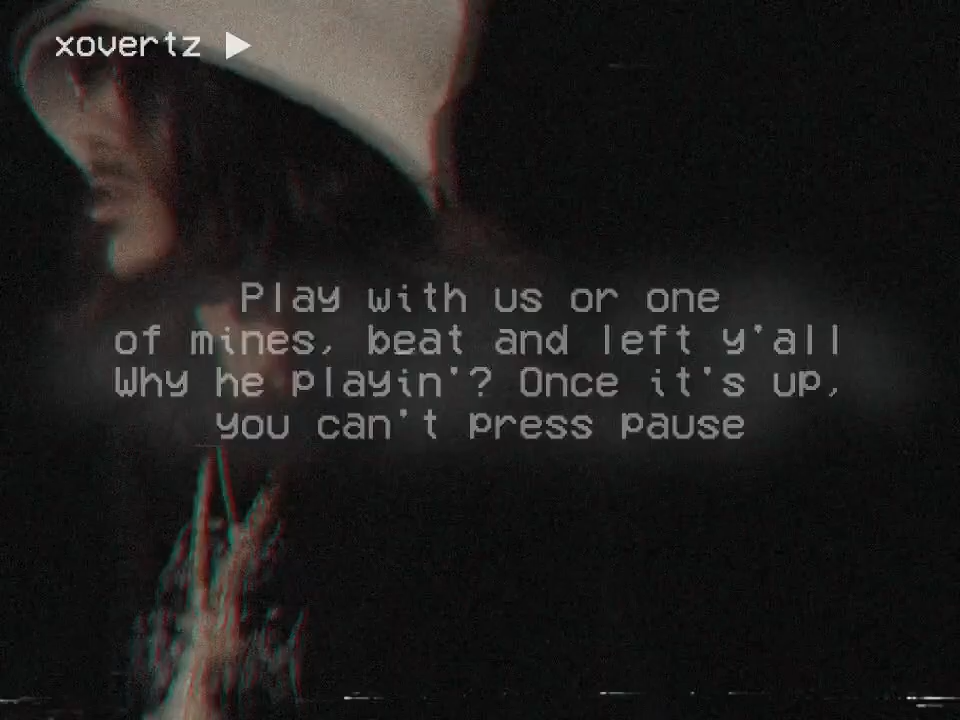 xovertz ▶
Play with us or one
of mines, beat and left y'all
Why he playin'? Once it's up,
you can't press pause